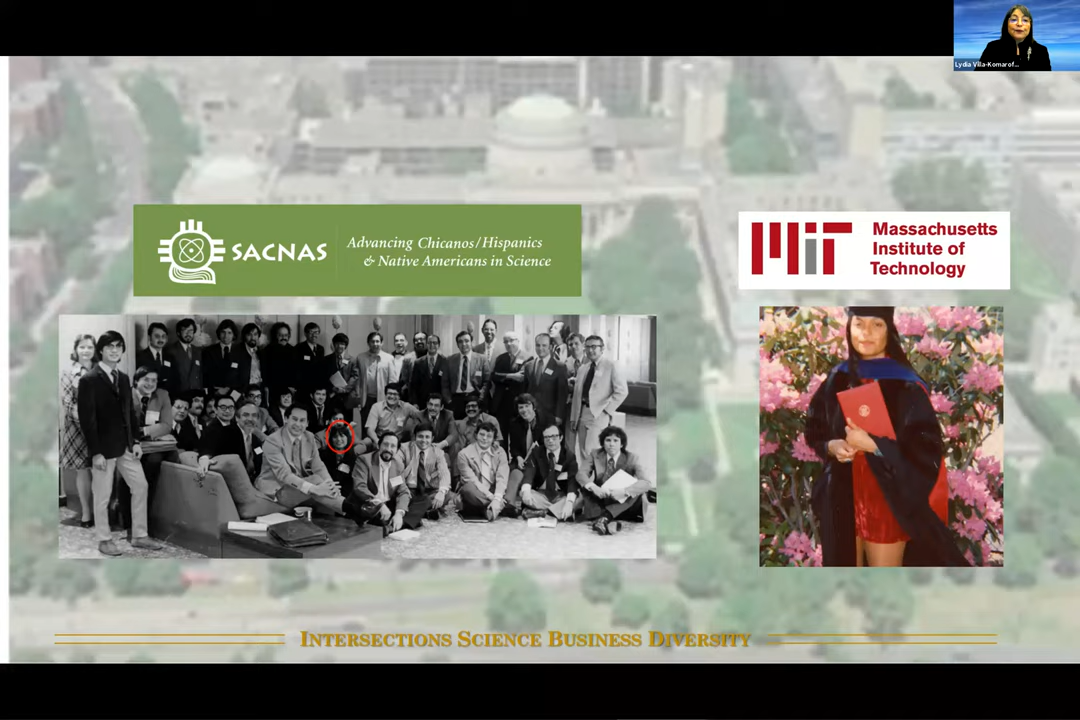 Lydia Villa-Komarof...
SACNAS
Advancing Chicanos/Hispanics
& Native Americans in Science
MiT
Massachusetts
Institute of
Technology
INTERSECTIONS SCIENCE BUSINESS DIVERSITY